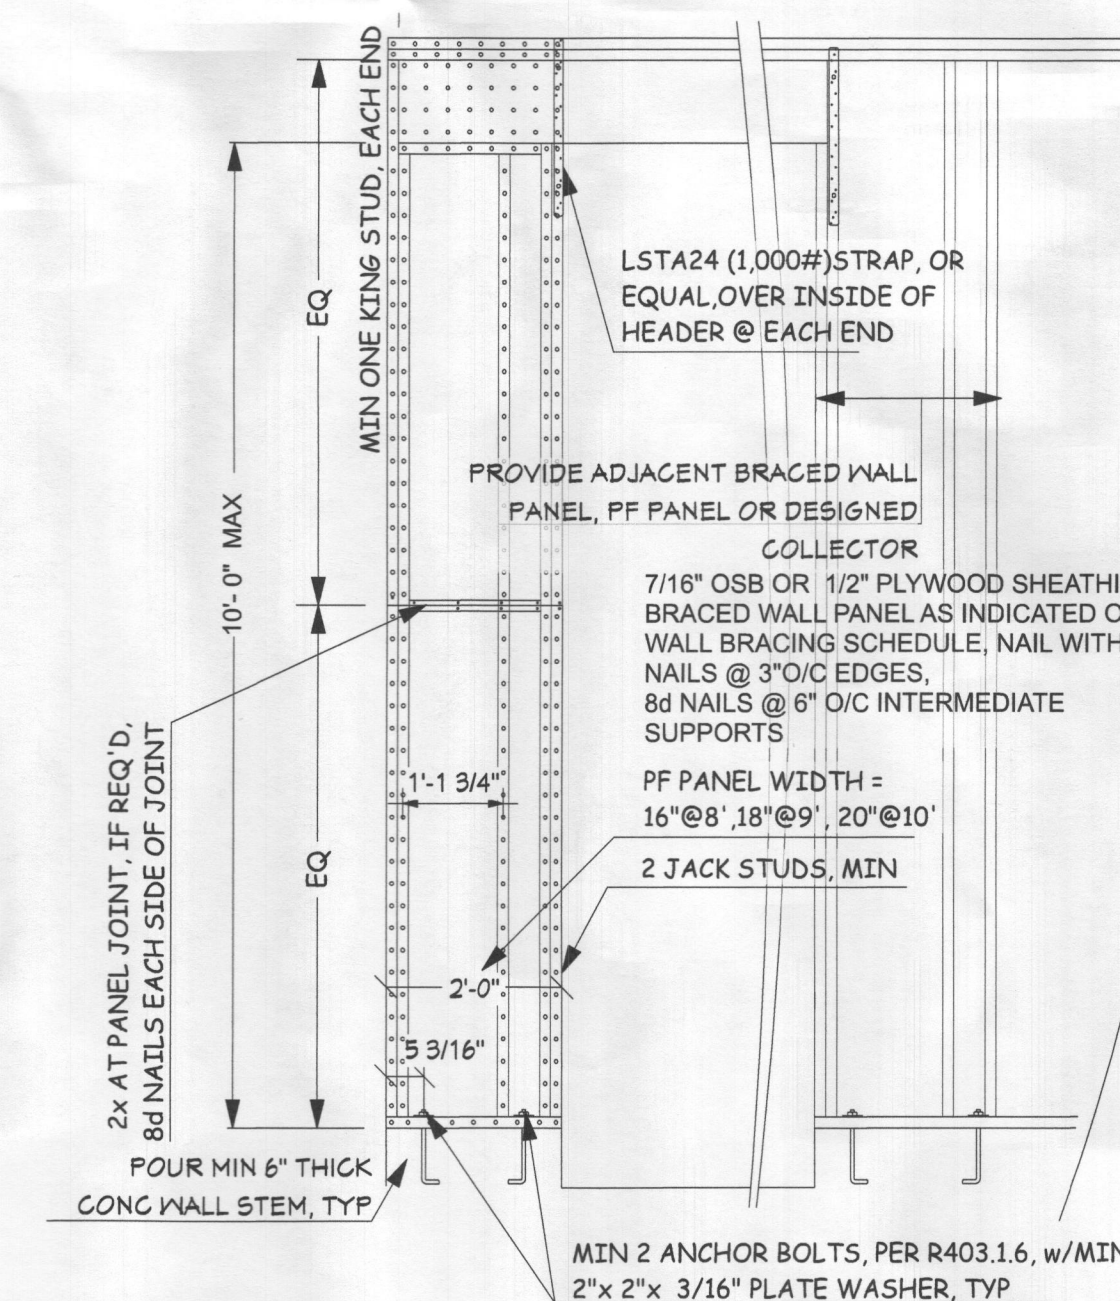 MIN ONE KING STUD, EACH END
EQ
LSTA24 (1,000#)STRAP, OR
EQUAL,OVER INSIDE OF
HEADER @ EACH END
10'-0" MAX
PROVIDE ADJACENT BRACED WALL
PANEL, PF PANEL OR DESIGNED
COLLECTOR
7/16" OSB OR 1/2" PLYWOOD SHEATHI
BRACED WALL PANEL AS INDICATED O
WALL BRACING SCHEDULE, NAIL WITH
NAILS @ 3"O/C EDGES,
8d NAILS @ 6" O/C INTERMEDIATE
SUPPORTS
2x AT PANEL JOINT, IF REQ'D,
8d NAILS EACH SIDE OF JOINT
EQ
1'-1 3/4"
PF PANEL WIDTH =
16"@8',18"@9', 20"@10'
2 JACK STUDS, MIN
2'-0"
5 3/16"
POUR MIN 6" THICK
CONC WALL STEM, TYP
MIN 2 ANCHOR BOLTS, PER R403.1.6, w/MIN
2"x 2"x 3/16" PLATE WASHER, TYP